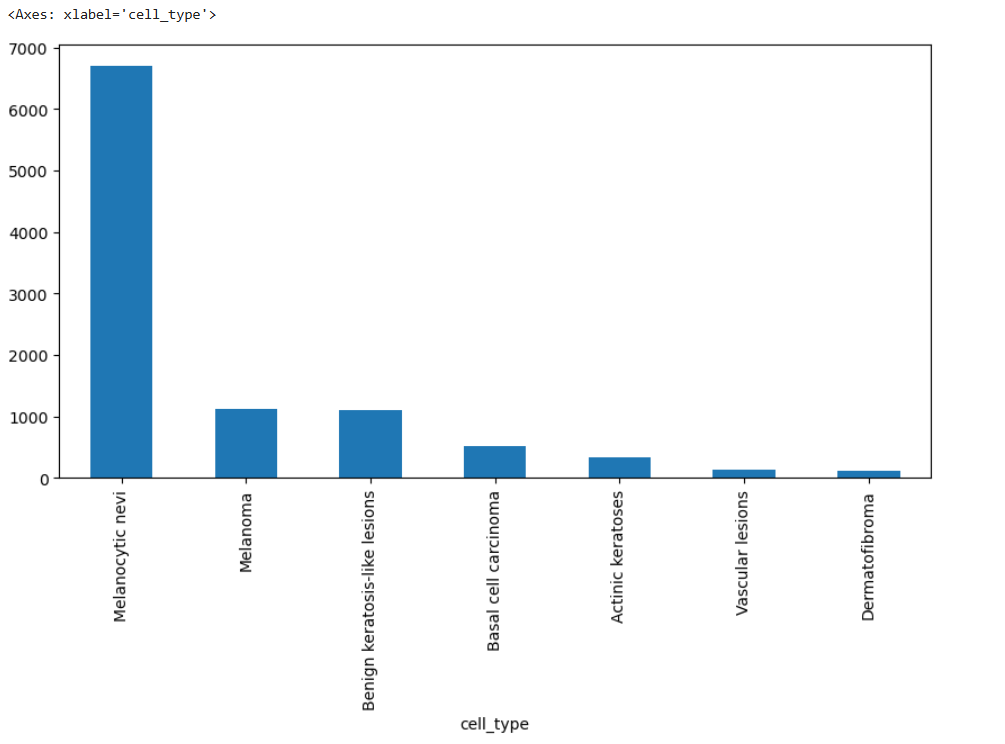 <Axes: xlabel='cell_type'>
7000
6000
5000
4000
3000
2000
1000
0
Melanocytic nevi
Melanoma
Benign keratosis-like lesions
Basal cell carcinoma
Actinic keratoses
Vascular lesions
Dermatofibroma
cell_type